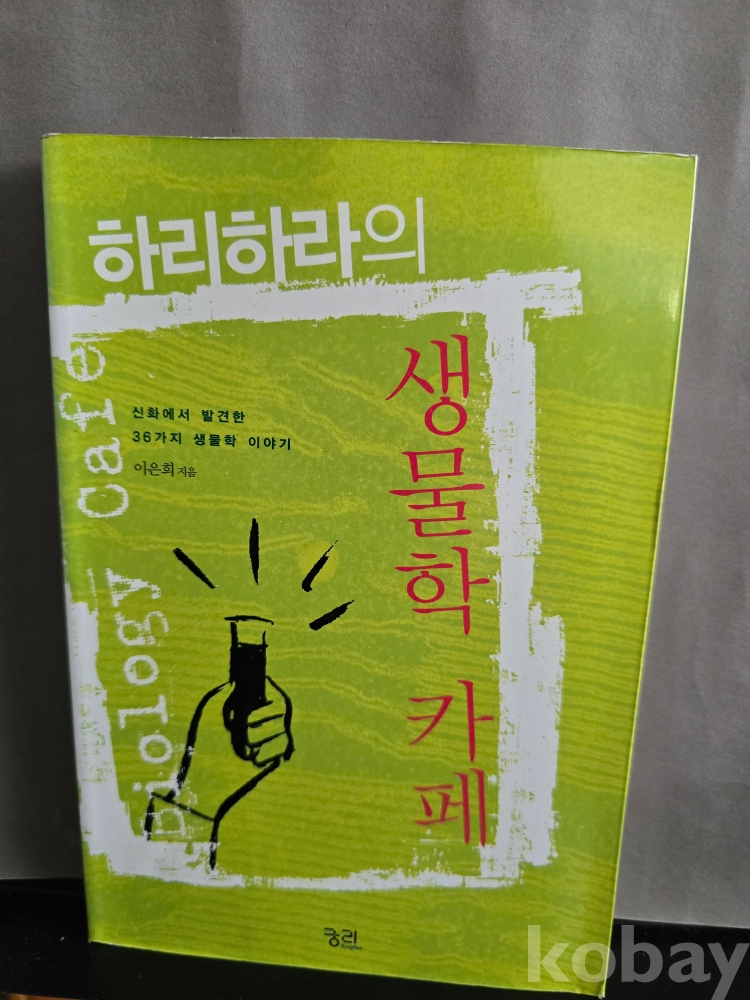 하리하라의
생물학 카페
Biology Cafe
신화에서 발견한
36가지 생물학 이야기
이은희 지음
궁리
kobay